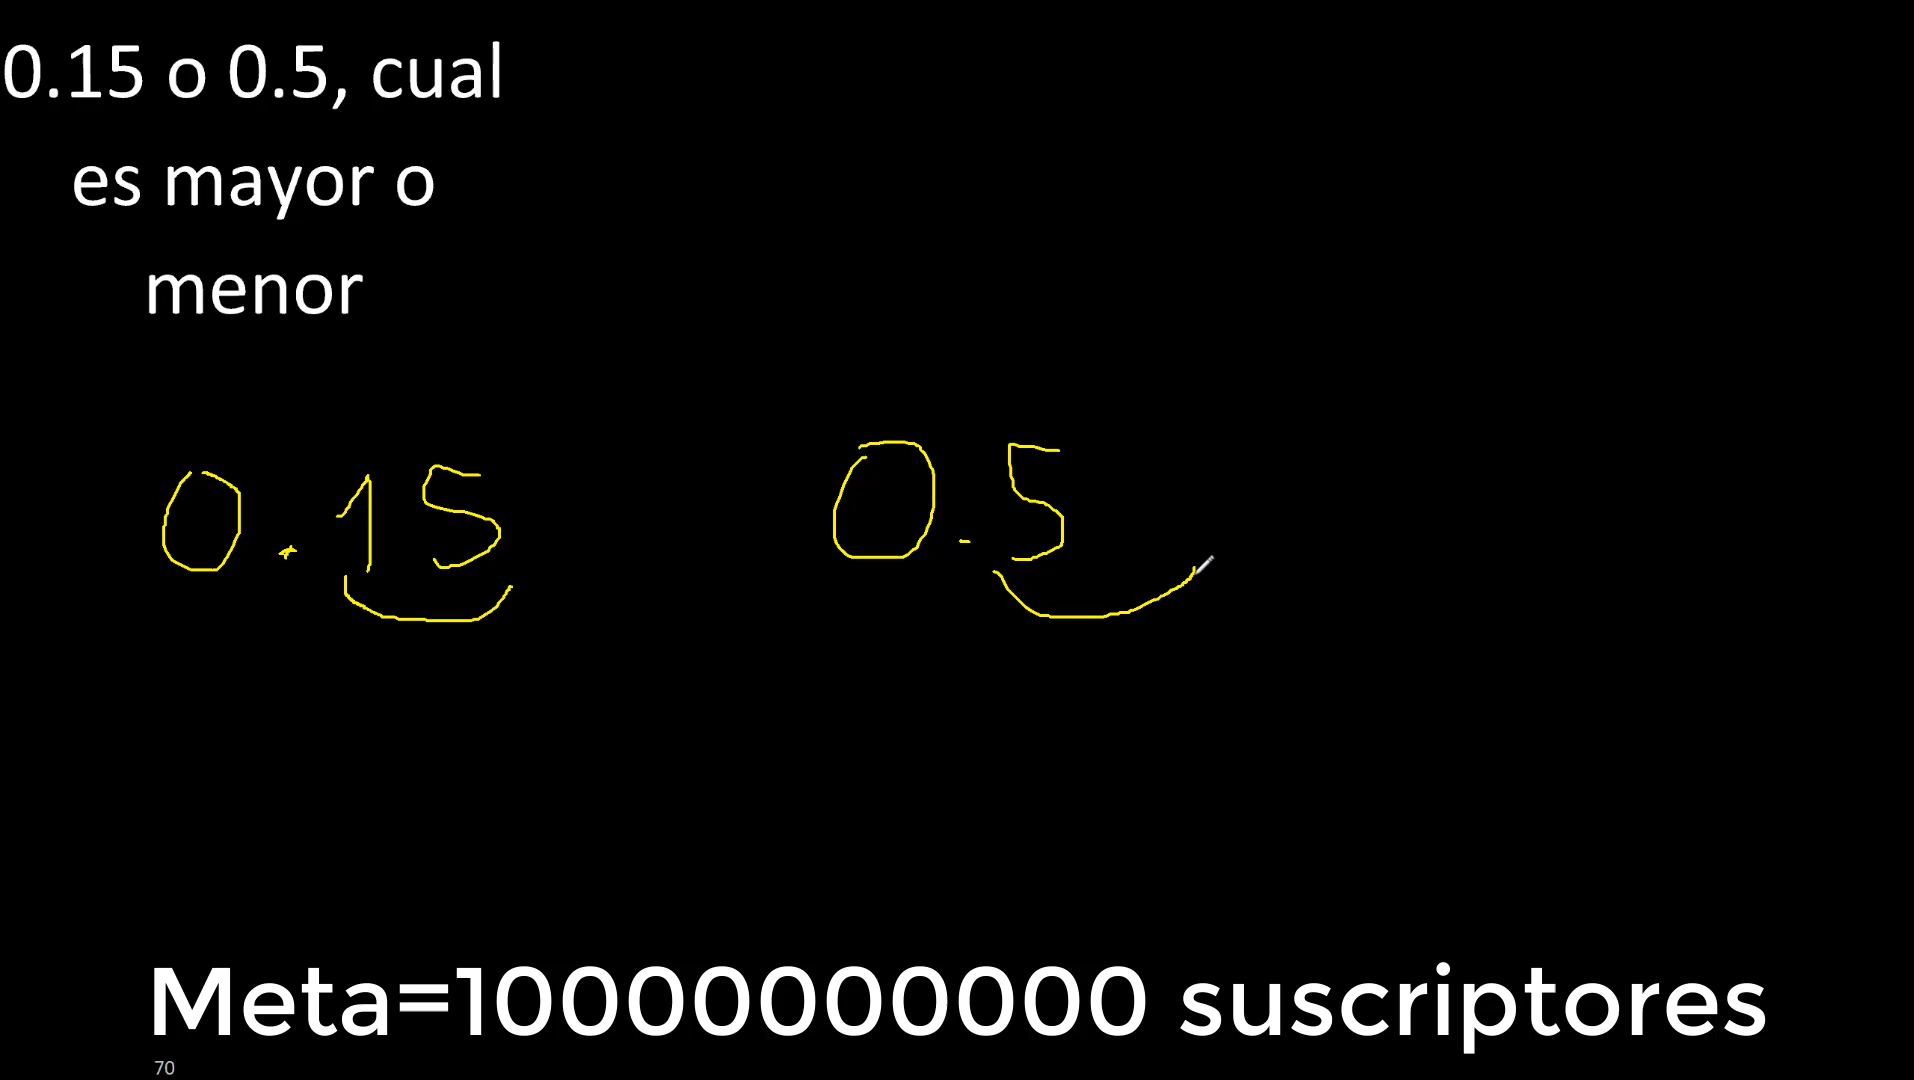 0.15 o 0.5, cual
es mayor o
menor
0.15 0.5
Meta=10000000000 suscriptores
70